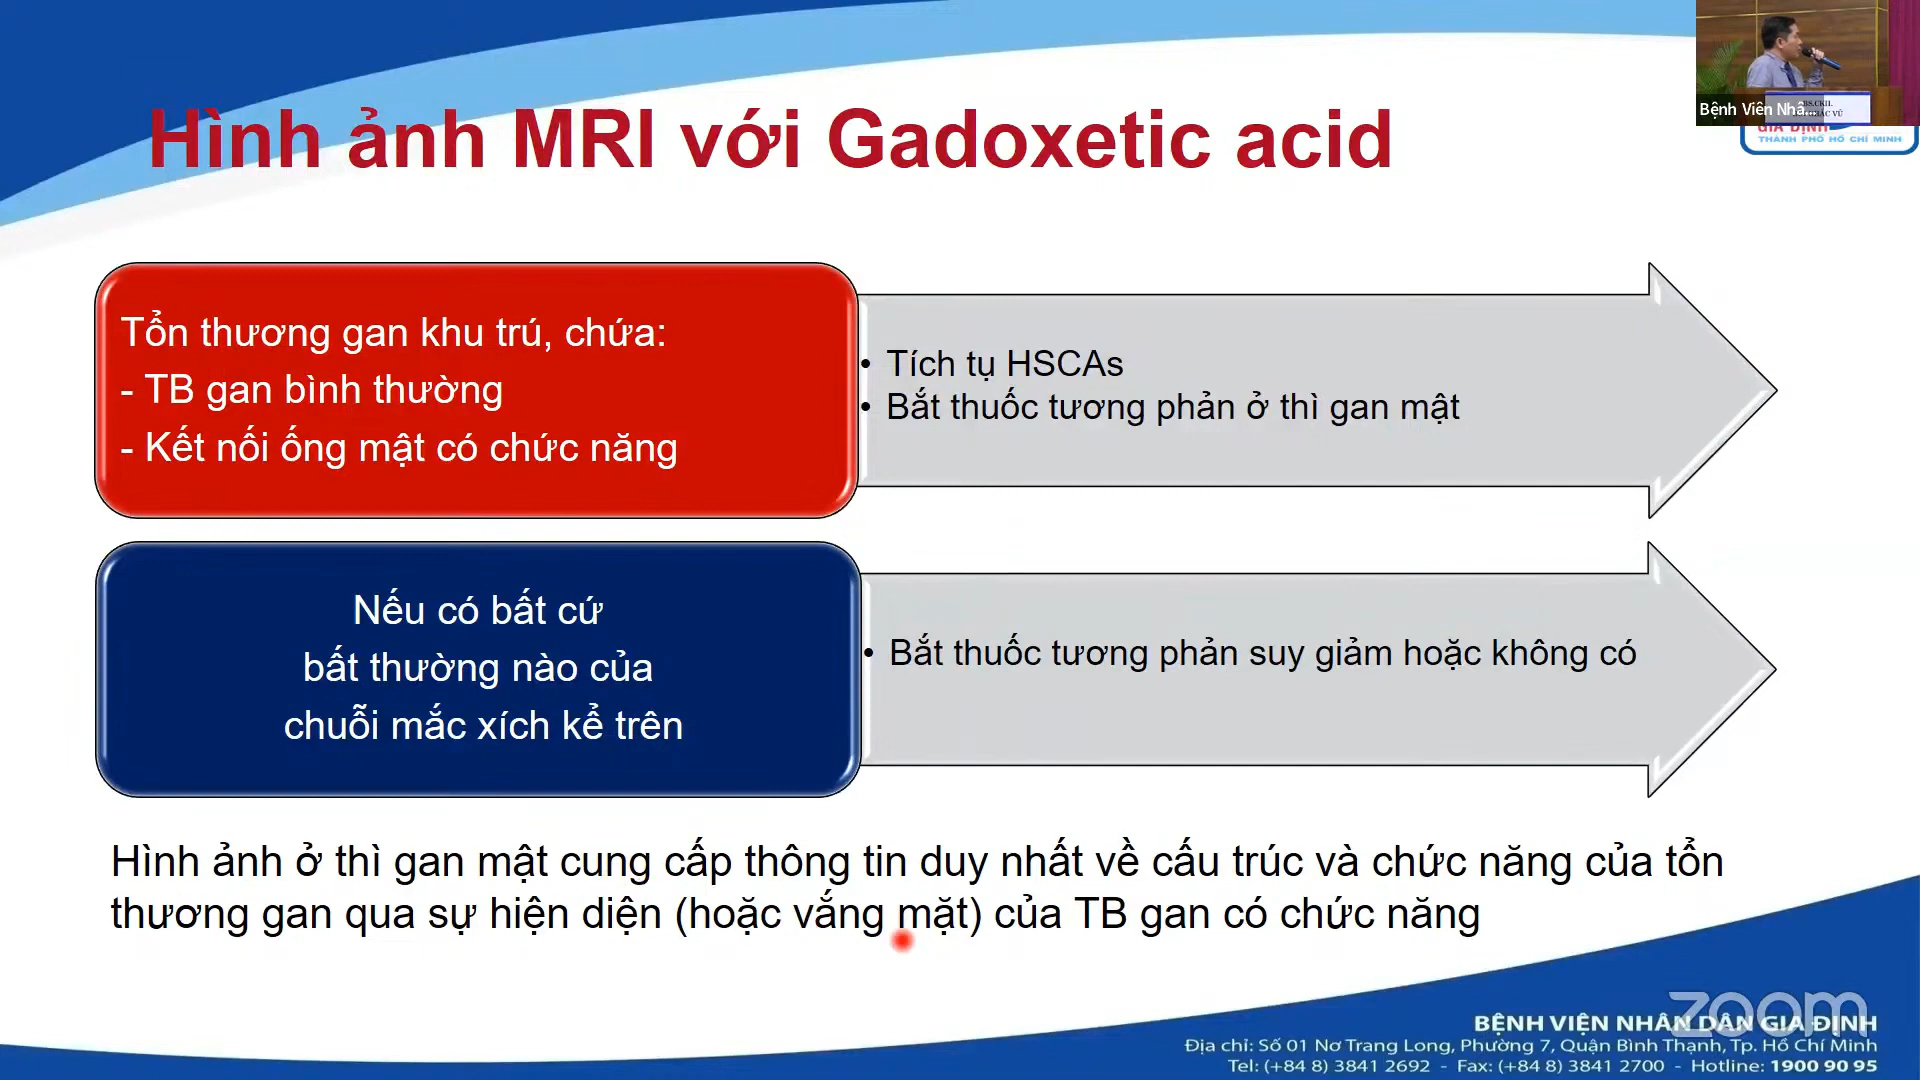 Hình ảnh MRI với Gadoxetic acid
Bệnh Viên Nhâ...
BS.CKII.
KHẮC VŨ
GIA ĐỊNH
THÀNH PHỐ HỒ CHÍ MINH
Tổn thương gan khu trú, chứa:
- TB gan bình thường
- Kết nối ống mật có chức năng
• Tích tụ HSCAs
• Bắt thuốc tương phản ở thì gan mật
Nếu có bất cứ
bất thường nào của
chuỗi mắc xích kể trên
• Bắt thuốc tương phản suy giảm hoặc không có
Hình ảnh ở thì gan mật cung cấp thông tin duy nhất về cấu trúc và chức năng của tổn
thương gan qua sự hiện diện (hoặc vắng mặt) của TB gan có chức năng
zoom
BỆNH VIỆN NHÂN DÂN GIA ĐỊNH
Địa chỉ: Số 01 Nơ Trang Long, Phường 7, Quận Bình Thạnh, Tp. Hồ Chí Minh
Tel: (+84 8) 3841 2692 - Fax: (+84 8) 3841 2700 - Hotline: 1900 90 95